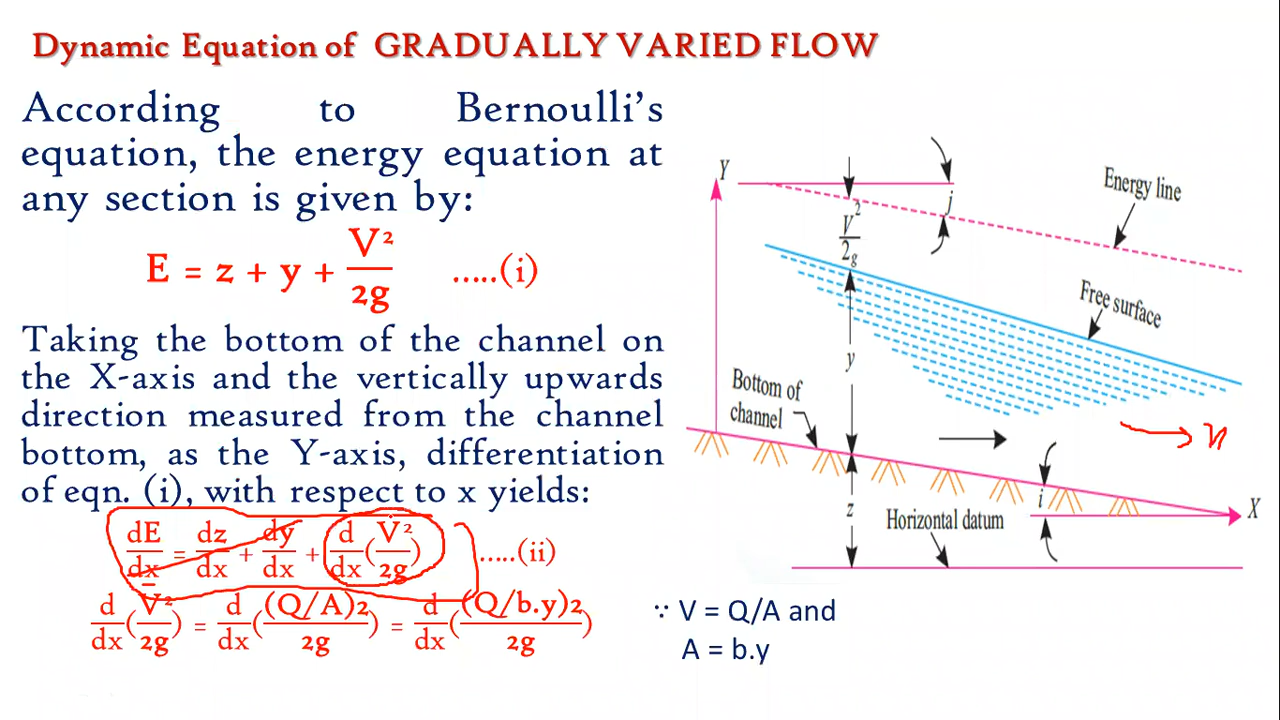 Dynamic Equation of GRADUALLY VARIED FLOW
According to Bernoulli's
equation, the energy equation at
any section is given by:
E = z + y + V²/2g .....(i)
Taking the bottom of the channel on
the X-axis and the vertically upwards
direction measured from the channel
bottom, as the Y-axis, differentiation
of eqn. (i), with respect to x yields:
dE/dx = dz/dx + dy/dx + d/dx(V²/2g) .....(ii)
d/dx(V²/2g) = d/dx((Q/A)2/2g) = d/dx((Q/b.y)2/2g)
∵ V = Q/A and
A = b.y
Y
V²/2g
j
Energy line
Free surface
y
Bottom of
channel
x
i
X
z
Horizontal datum